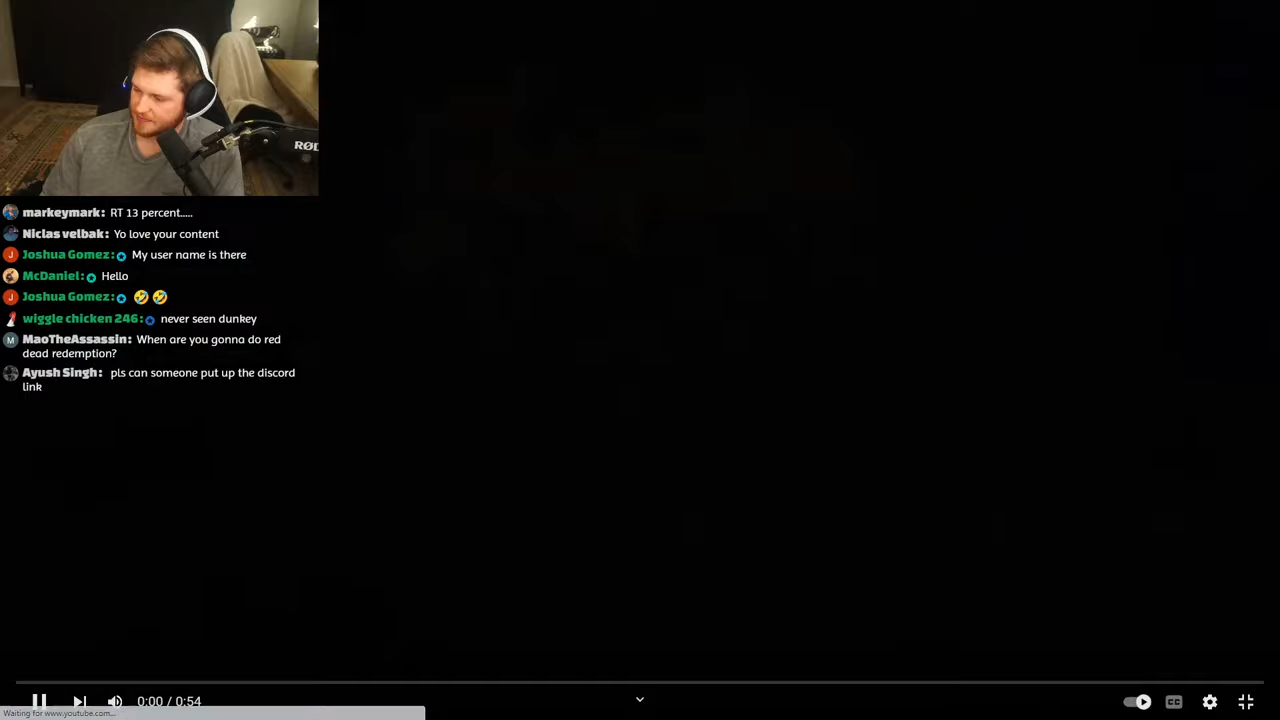 RØD
markeymark: RT 13 percent.....
Niclas velbak: Yo love your content
Joshua Gomez: My user name is there
McDaniel: Hello
Joshua Gomez: 🤣 🤣
wiggle chicken 246: never seen dunkey
MaoTheAssassin: When are you gonna do red
dead redemption?
Ayush Singh: pls can someone put up the discord
link
0:00 / 0:54
CC
Waiting for www.youtube.com...